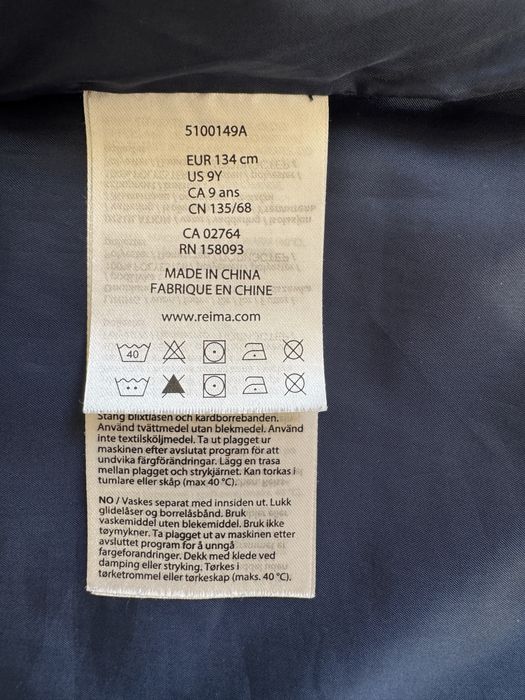 5100149A
EUR 134 cm
US 9Y
CA 9 ans
CN 135/68
CA 02764
RN 158093
MADE IN CHINA
FABRIQUE EN CHINE
www.reima.com
40
Stäng blixtlåsen och kardborrebanden.
Använd tvättmedel utan blekmedel. Använd
inte textilsköljmedel. Ta ut plagget ur
maskinen efter avslutat program för att
undvika färgförändringar. Lägg en trasa
mellan plagget och strykjärnet. Kan torkas i
tumlare eller skåp (max 40 °C).
NO / Vaskes separat med innsiden ut. Lukk
glidelåser og borrelåsbånd. Bruk
vaskemiddel uten blekemiddel. Bruk ikke
tøymykner. Ta plagget ut av maskinen etter
avsluttet program for å unngå
fargeforandringer. Dekk med klede ved
damping eller stryking. Tørkes i
tørketrommel eller tørkeskap (maks. 40 °C).